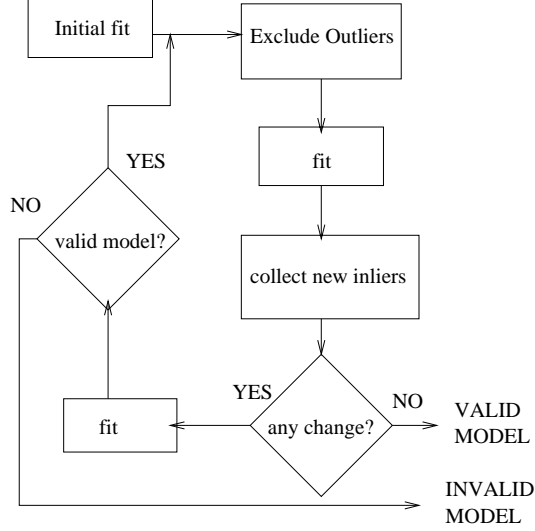 Initial fit
Exclude Outliers
fit
YES
NO
valid model?
collect new inliers
YES
NO
fit
any change?
VALID
MODEL
INVALID
MODEL